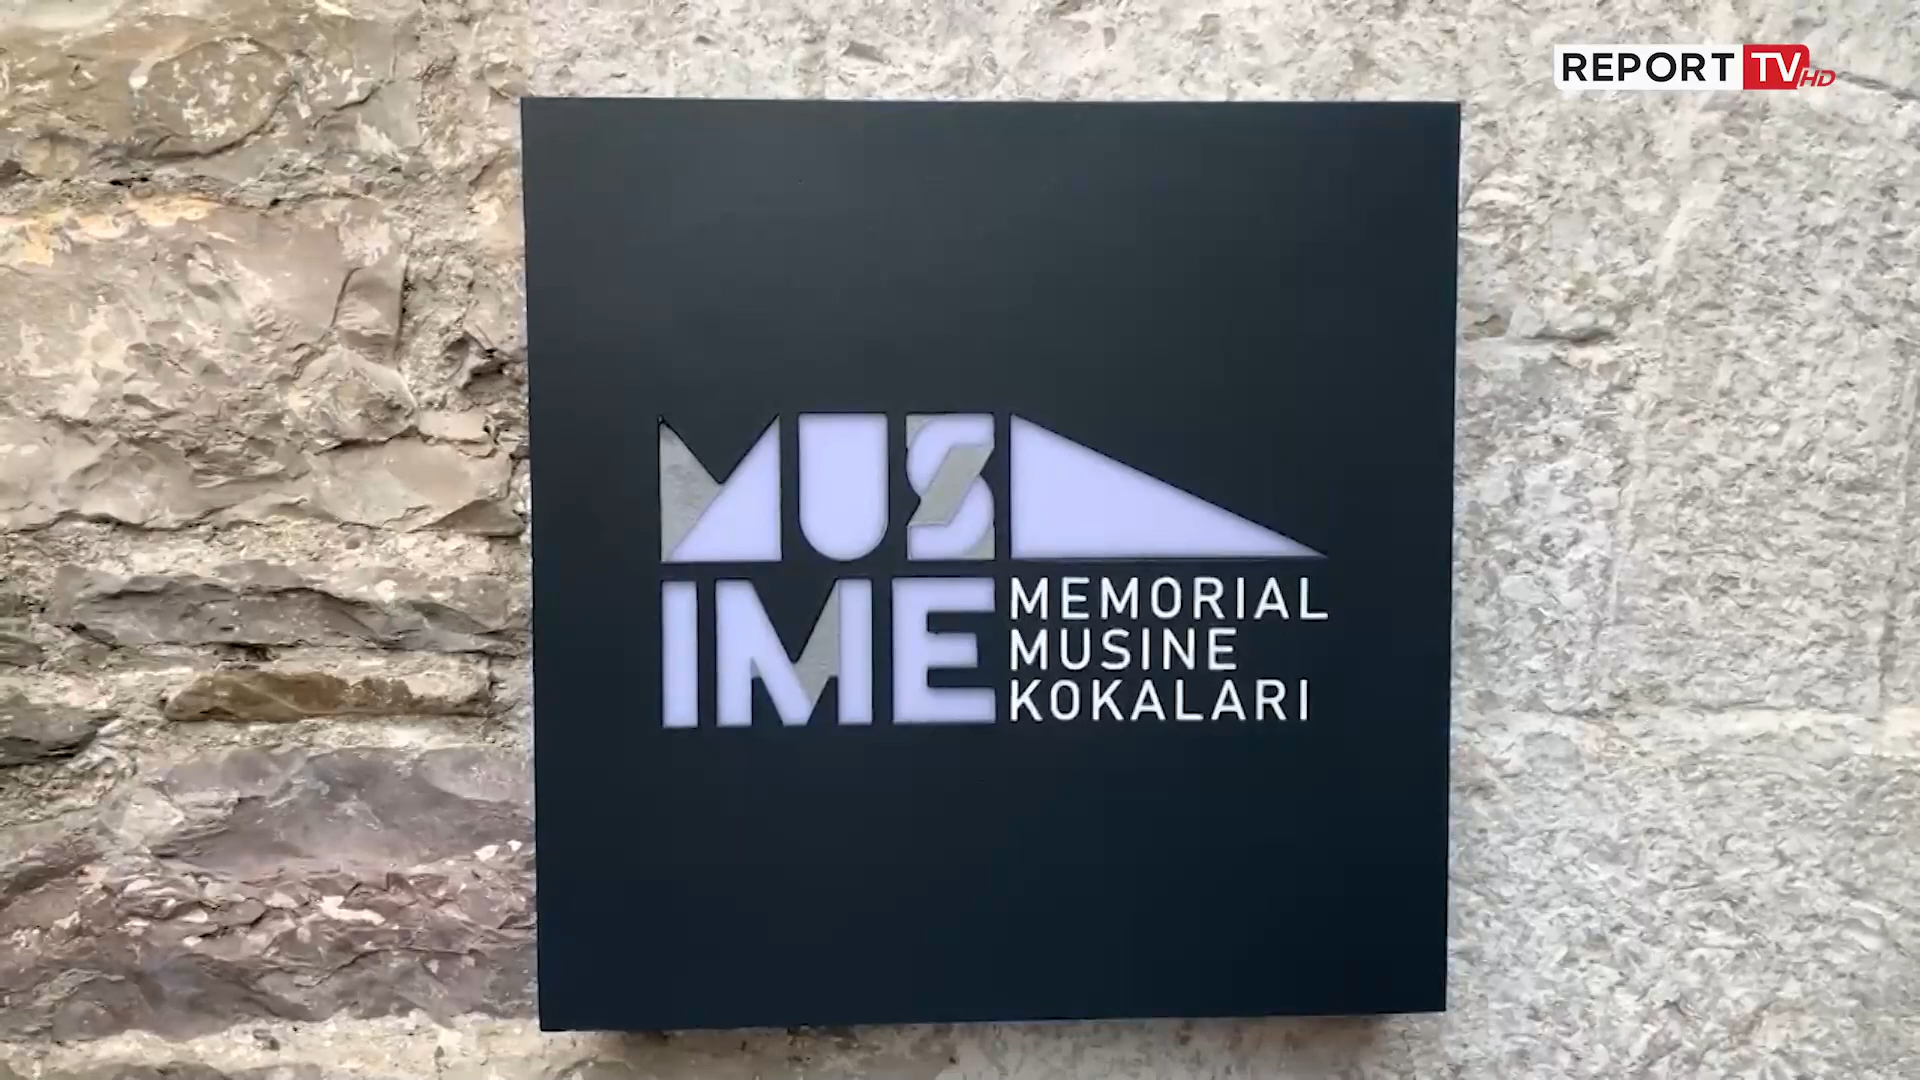 REPORT TV HD
MUS
IME
MEMORIAL
MUSINE
KOKALARI